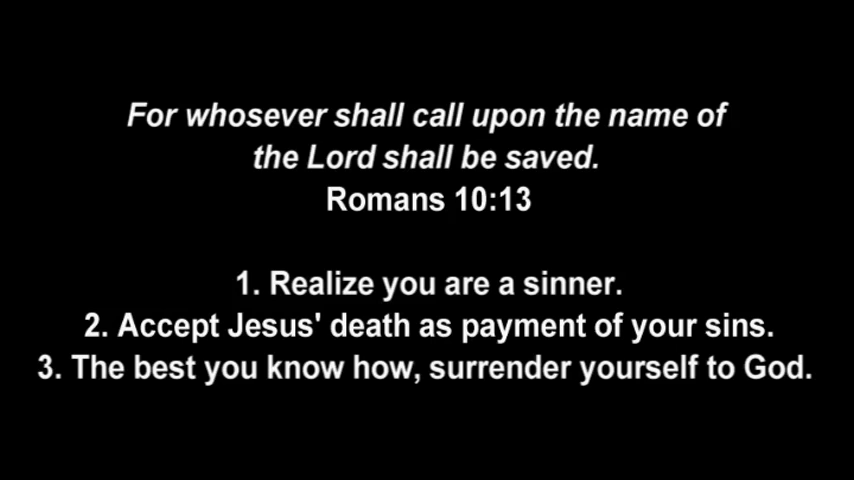 For whosever shall call upon the name of
the Lord shall be saved.
Romans 10:13
1. Realize you are a sinner.
2. Accept Jesus' death as payment of your sins.
3. The best you know how, surrender yourself to God.